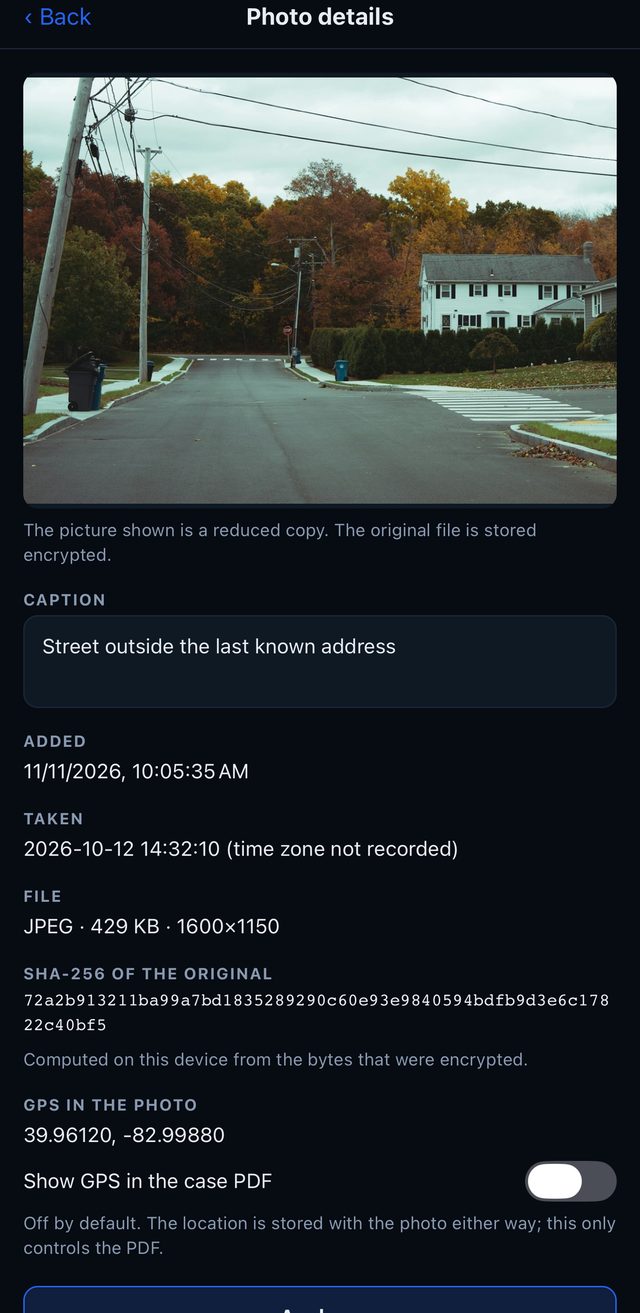 ‹ Back
Photo details
The picture shown is a reduced copy. The original file is stored
encrypted.
CAPTION
Street outside the last known address
ADDED
11/11/2026, 10:05:35 AM
TAKEN
2026-10-12 14:32:10 (time zone not recorded)
FILE
JPEG · 429 KB · 1600×1150
SHA-256 OF THE ORIGINAL
72a2b913211ba99a7bd1835289290c60e93e9840594bdfb9d3e6c178
22c40bf5
Computed on this device from the bytes that were encrypted.
GPS IN THE PHOTO
39.96120, -82.99880
Show GPS in the case PDF
Off by default. The location is stored with the photo either way; this only
controls the PDF.